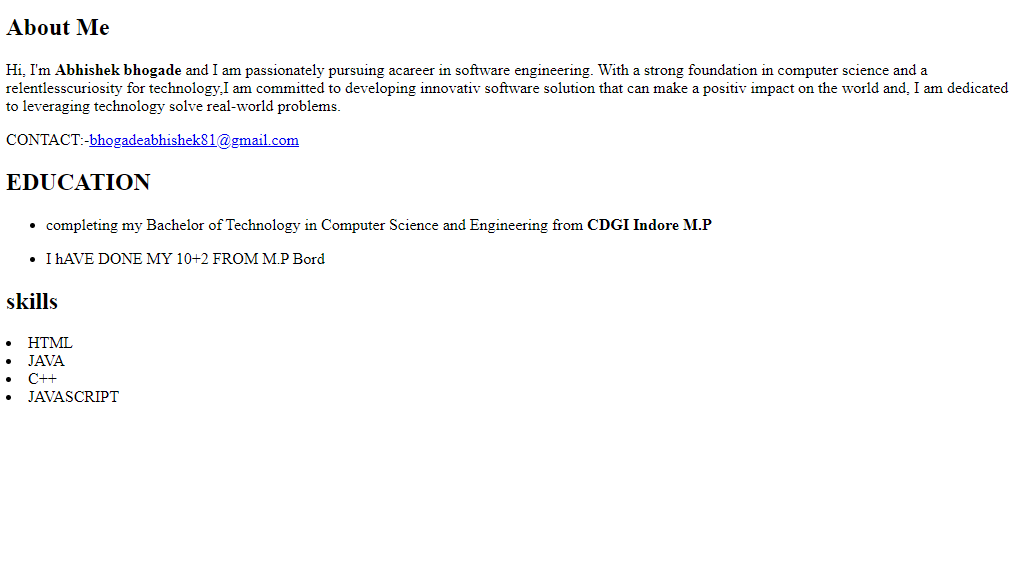 About Me
Hi, I'm Abhishek bhogade and I am passionately pursuing acareer in software engineering. With a strong foundation in computer science and a
relentlesscuriosity for technology,I am committed to developing innovativ software solution that can make a positiv impact on the world and, I am dedicated
to leveraging technology solve real-world problems.
CONTACT:-bhogadeabhishek81@gmail.com
EDUCATION
• completing my Bachelor of Technology in Computer Science and Engineering from CDGI Indore M.P
• I hAVE DONE MY 10+2 FROM M.P Bord
skills
• HTML
• JAVA
• C++
• JAVASCRIPT